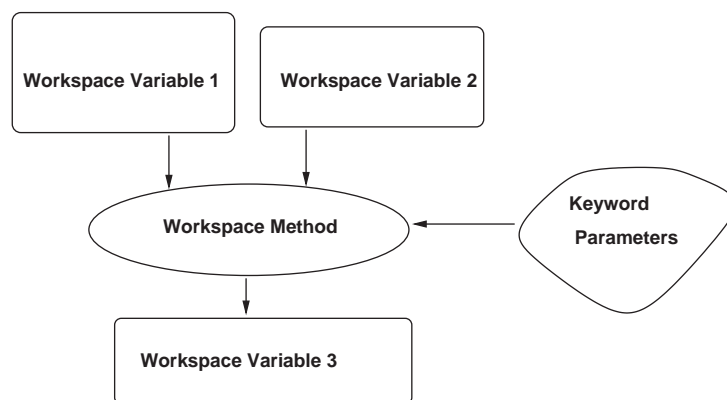 Workspace Variable 1
Workspace Variable 2
Workspace Method
Keyword
Parameters
Workspace Variable 3